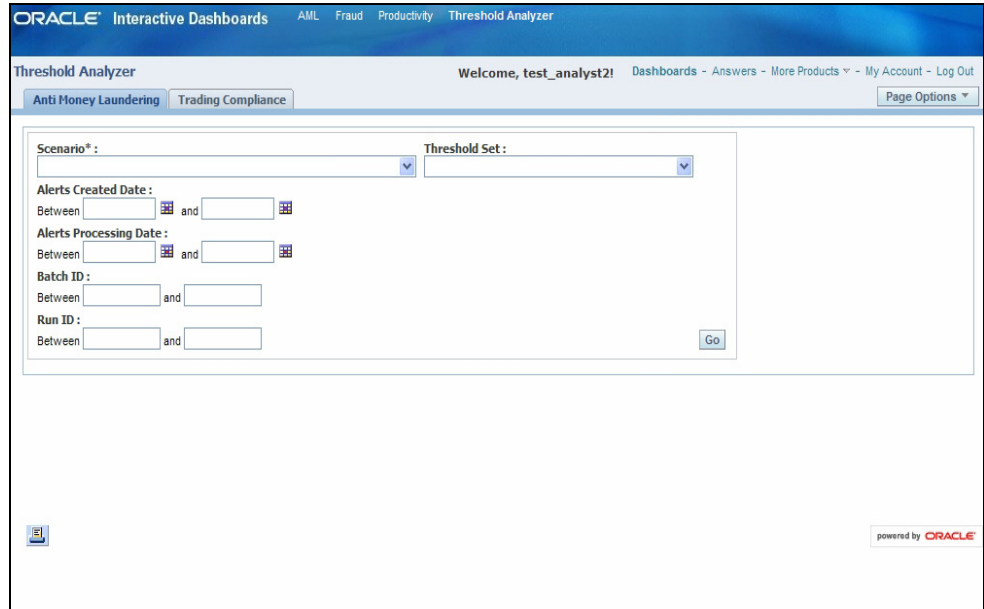 ORACLE Interactive Dashboards AML Fraud Productivity Threshold Analyzer
Threshold Analyzer Welcome, test_analyst2! Dashboards - Answers - More Products - My Account - Log Out
Anti Money Laundering Trading Compliance Page Options
Scenario* : Threshold Set :
Alerts Created Date :
Between and
Alerts Processing Date :
Between and
Batch ID :
Between and
Run ID :
Between and Go
powered by ORACLE